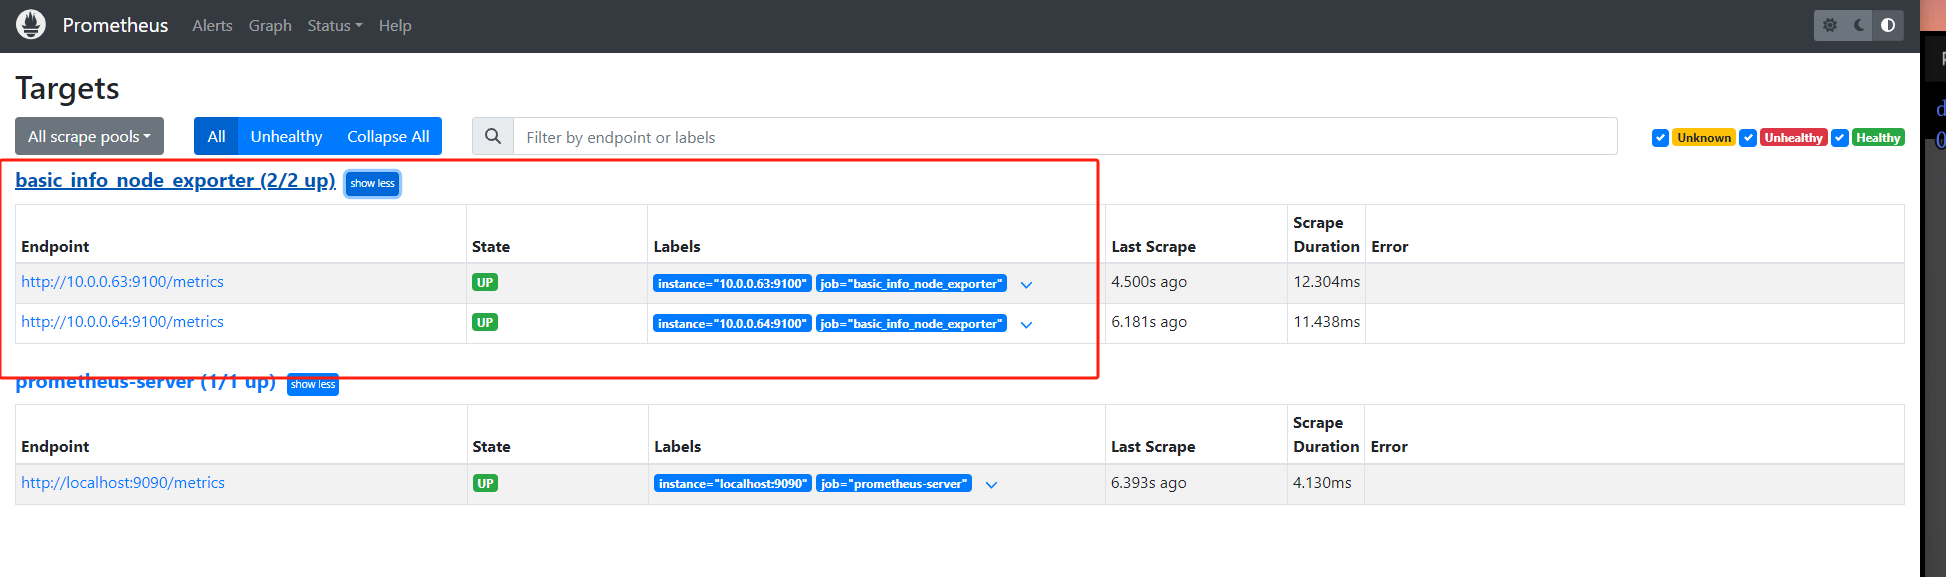 Prometheus Alerts Graph Status Help
Targets
All scrape pools All Unhealthy Collapse All Filter by endpoint or labels Unknown Unhealthy Healthy
basic_info_node_exporter (2/2 up) show less
Endpoint State Labels Last Scrape Scrape Duration Error
http://10.0.0.63:9100/metrics UP instance="10.0.0.63:9100" job="basic_info_node_exporter" 4.500s ago 12.304ms
http://10.0.0.64:9100/metrics UP instance="10.0.0.64:9100" job="basic_info_node_exporter" 6.181s ago 11.438ms
prometheus-server (1/1 up) show less
Endpoint State Labels Last Scrape Scrape Duration Error
http://localhost:9090/metrics UP instance="localhost:9090" job="prometheus-server" 6.393s ago 4.130ms